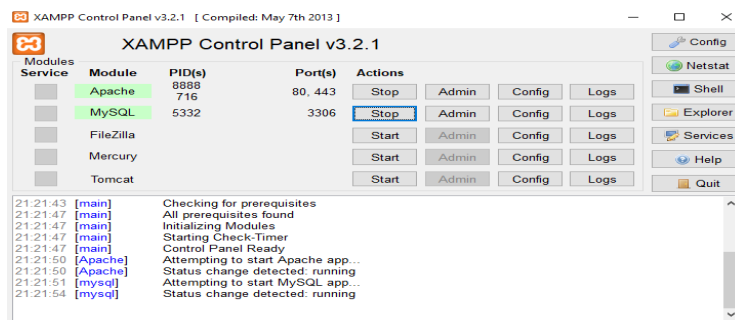 XAMPP Control Panel v3.2.1 [ Compiled: May 7th 2013 ]
XAMPP Control Panel v3.2.1
Config
Modules
Service Module PID(s) Port(s) Actions
Netstat
Apache 8888 716 80, 443 Stop Admin Config Logs
Shell
MySQL 5332 3306 Stop Admin Config Logs
Explorer
FileZilla Start Admin Config Logs
Services
Mercury Start Admin Config Logs
Help
Tomcat Start Admin Config Logs
Quit
21:21:43 [main] Checking for prerequisites
21:21:47 [main] All prerequisites found
21:21:47 [main] Initializing Modules
21:21:47 [main] Starting Check-Timer
21:21:47 [main] Control Panel Ready
21:21:50 [Apache] Attempting to start Apache app...
21:21:50 [Apache] Status change detected: running
21:21:51 [mysql] Attempting to start MySQL app...
21:21:54 [mysql] Status change detected: running